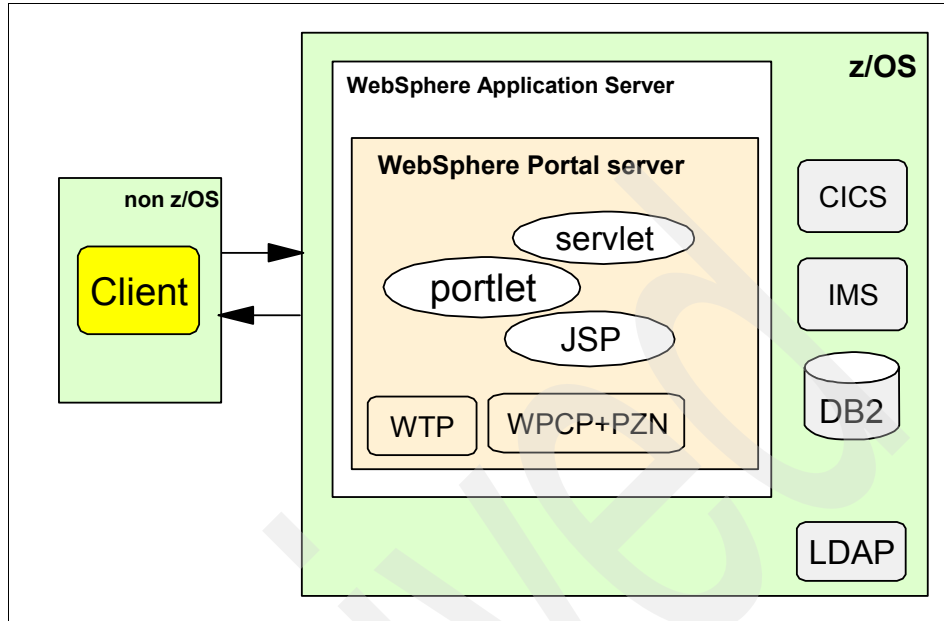 z/OS
WebSphere Application Server
WebSphere Portal server
non z/OS
Client
servlet
portlet
JSP
WTP
WPCP+PZN
CICS
IMS
DB2
LDAP